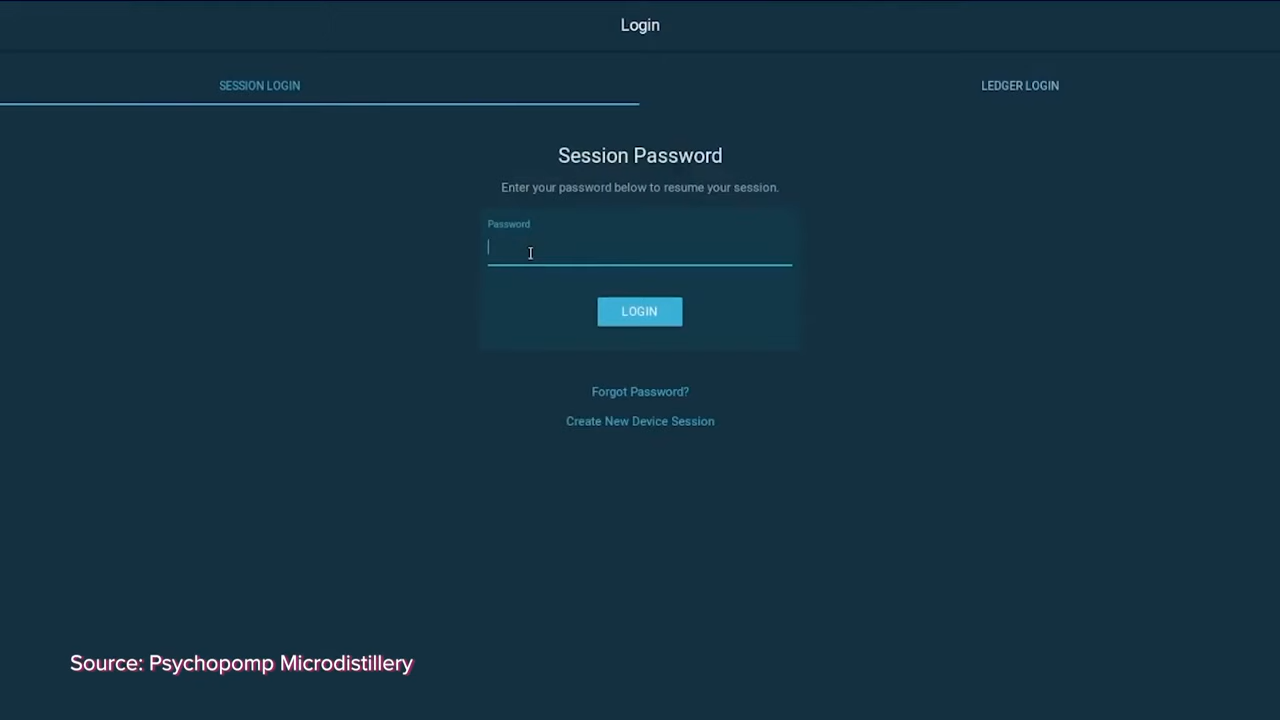 Login
SESSION LOGIN
LEDGER LOGIN
Session Password
Enter your password below to resume your session.
Password
LOGIN
Forgot Password?
Create New Device Session
Source: Psychopomp Microdistillery